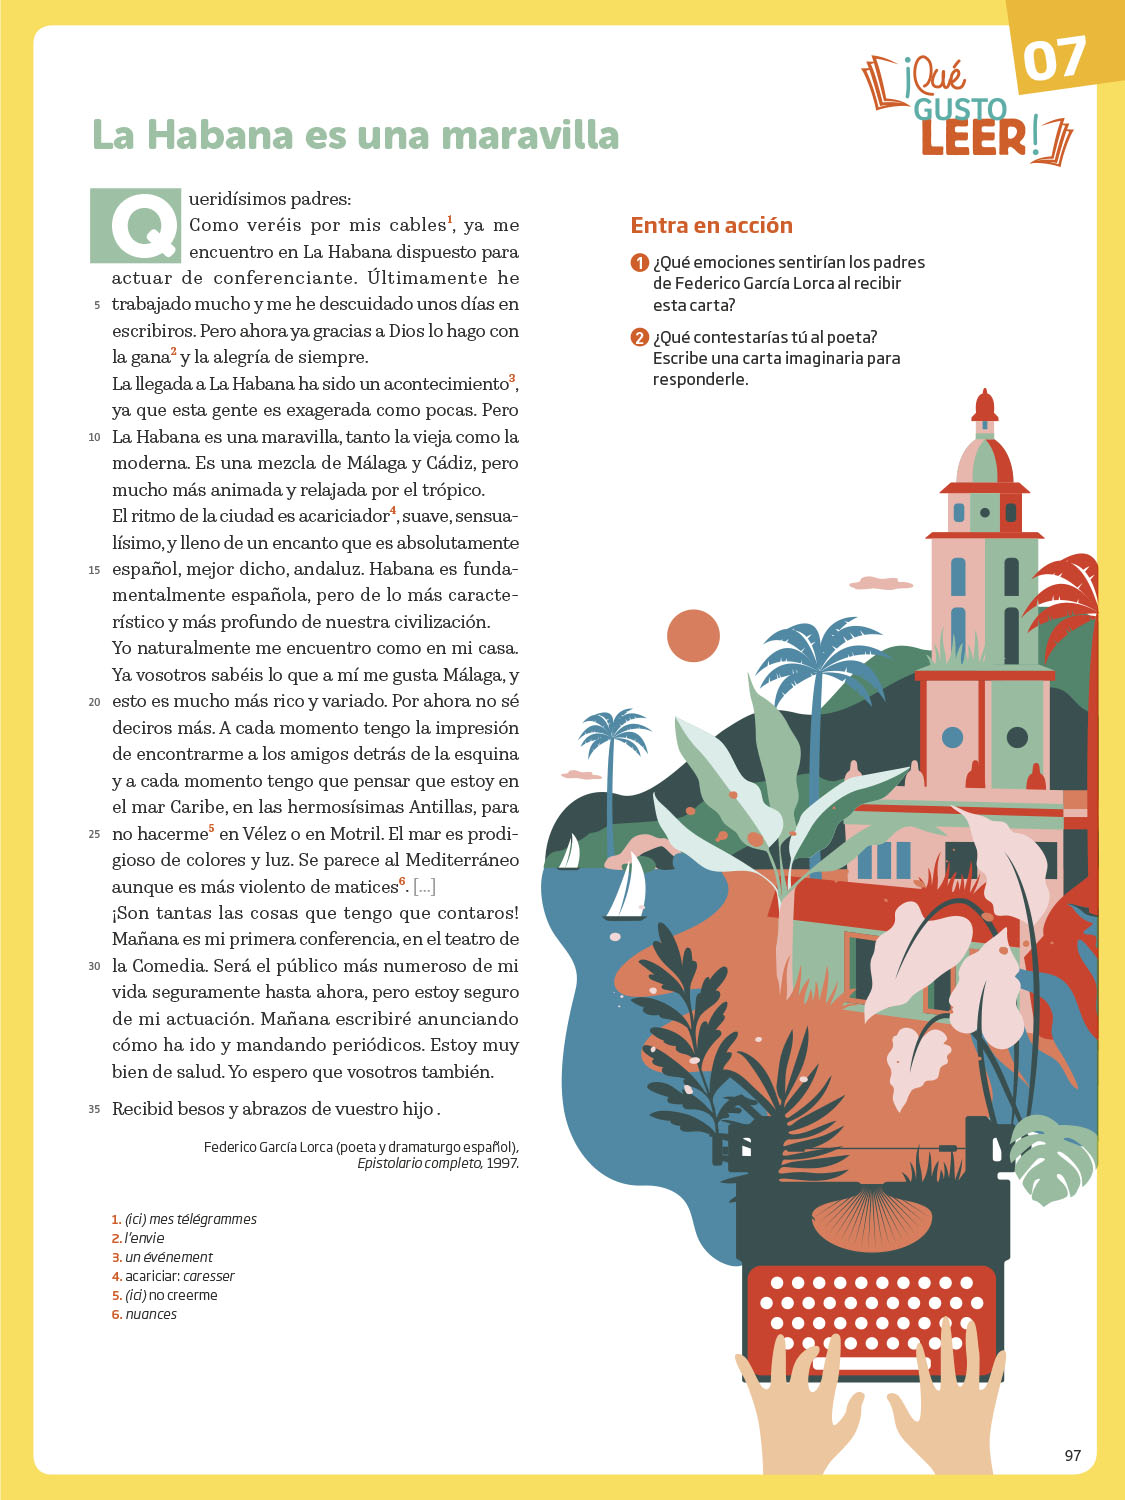 07
¡Qué
GUSTO
LEER!
La Habana es una maravilla
Queridísimos padres:
Como veréis por mis cables1, ya me
encuentro en La Habana dispuesto para
actuar de conferenciante. Últimamente he
5 trabajado mucho y me he descuidado unos días en
escribiros. Pero ahora ya gracias a Dios lo hago con
la gana2 y la alegría de siempre.
La llegada a La Habana ha sido un acontecimiento3,
ya que esta gente es exagerada como pocas. Pero
10 La Habana es una maravilla, tanto la vieja como la
moderna. Es una mezcla de Málaga y Cádiz, pero
mucho más animada y relajada por el trópico.
El ritmo de la ciudad es acariciador4, suave, sensua-
lísimo, y lleno de un encanto que es absolutamente
15 español, mejor dicho, andaluz. Habana es funda-
mentalmente española, pero de lo más caracte-
rístico y más profundo de nuestra civilización.
Yo naturalmente me encuentro como en mi casa.
Ya vosotros sabéis lo que a mí me gusta Málaga, y
20 esto es mucho más rico y variado. Por ahora no sé
deciros más. A cada momento tengo la impresión
de encontrarme a los amigos detrás de la esquina
y a cada momento tengo que pensar que estoy en
el mar Caribe, en las hermosísimas Antillas, para
25 no hacerme5 en Vélez o en Motril. El mar es prodi-
gioso de colores y luz. Se parece al Mediterráneo
aunque es más violento de matices6. [...]
¡Son tantas las cosas que tengo que contaros!
Mañana es mi primera conferencia, en el teatro de
30 la Comedia. Será el público más numeroso de mi
vida seguramente hasta ahora, pero estoy seguro
de mi actuación. Mañana escribiré anunciando
cómo ha ido y mandando periódicos. Estoy muy
bien de salud. Yo espero que vosotros también.
35 Recibid besos y abrazos de vuestro hijo .
Federico García Lorca (poeta y dramaturgo español),
Epistolario completo, 1997.
1. (ici) mes télégrammes
2. l'envie
3. un événement
4. acariciar: caresser
5. (ici) no creerme
6. nuances
Entra en acción
1 ¿Qué emociones sentirían los padres
de Federico García Lorca al recibir
esta carta?
2 ¿Qué contestarías tú al poeta?
Escribe una carta imaginaria para
responderle.
97